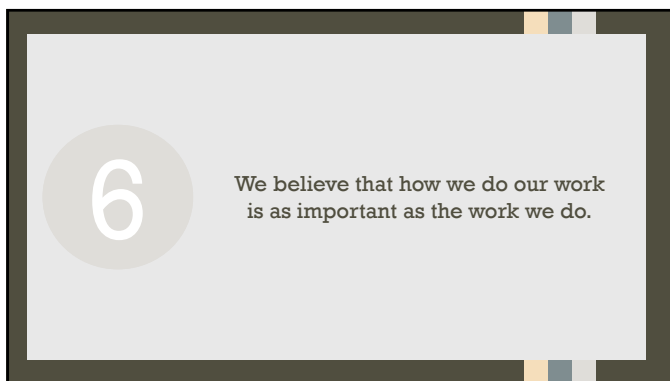 6
We believe that how we do our work
is as important as the work we do.